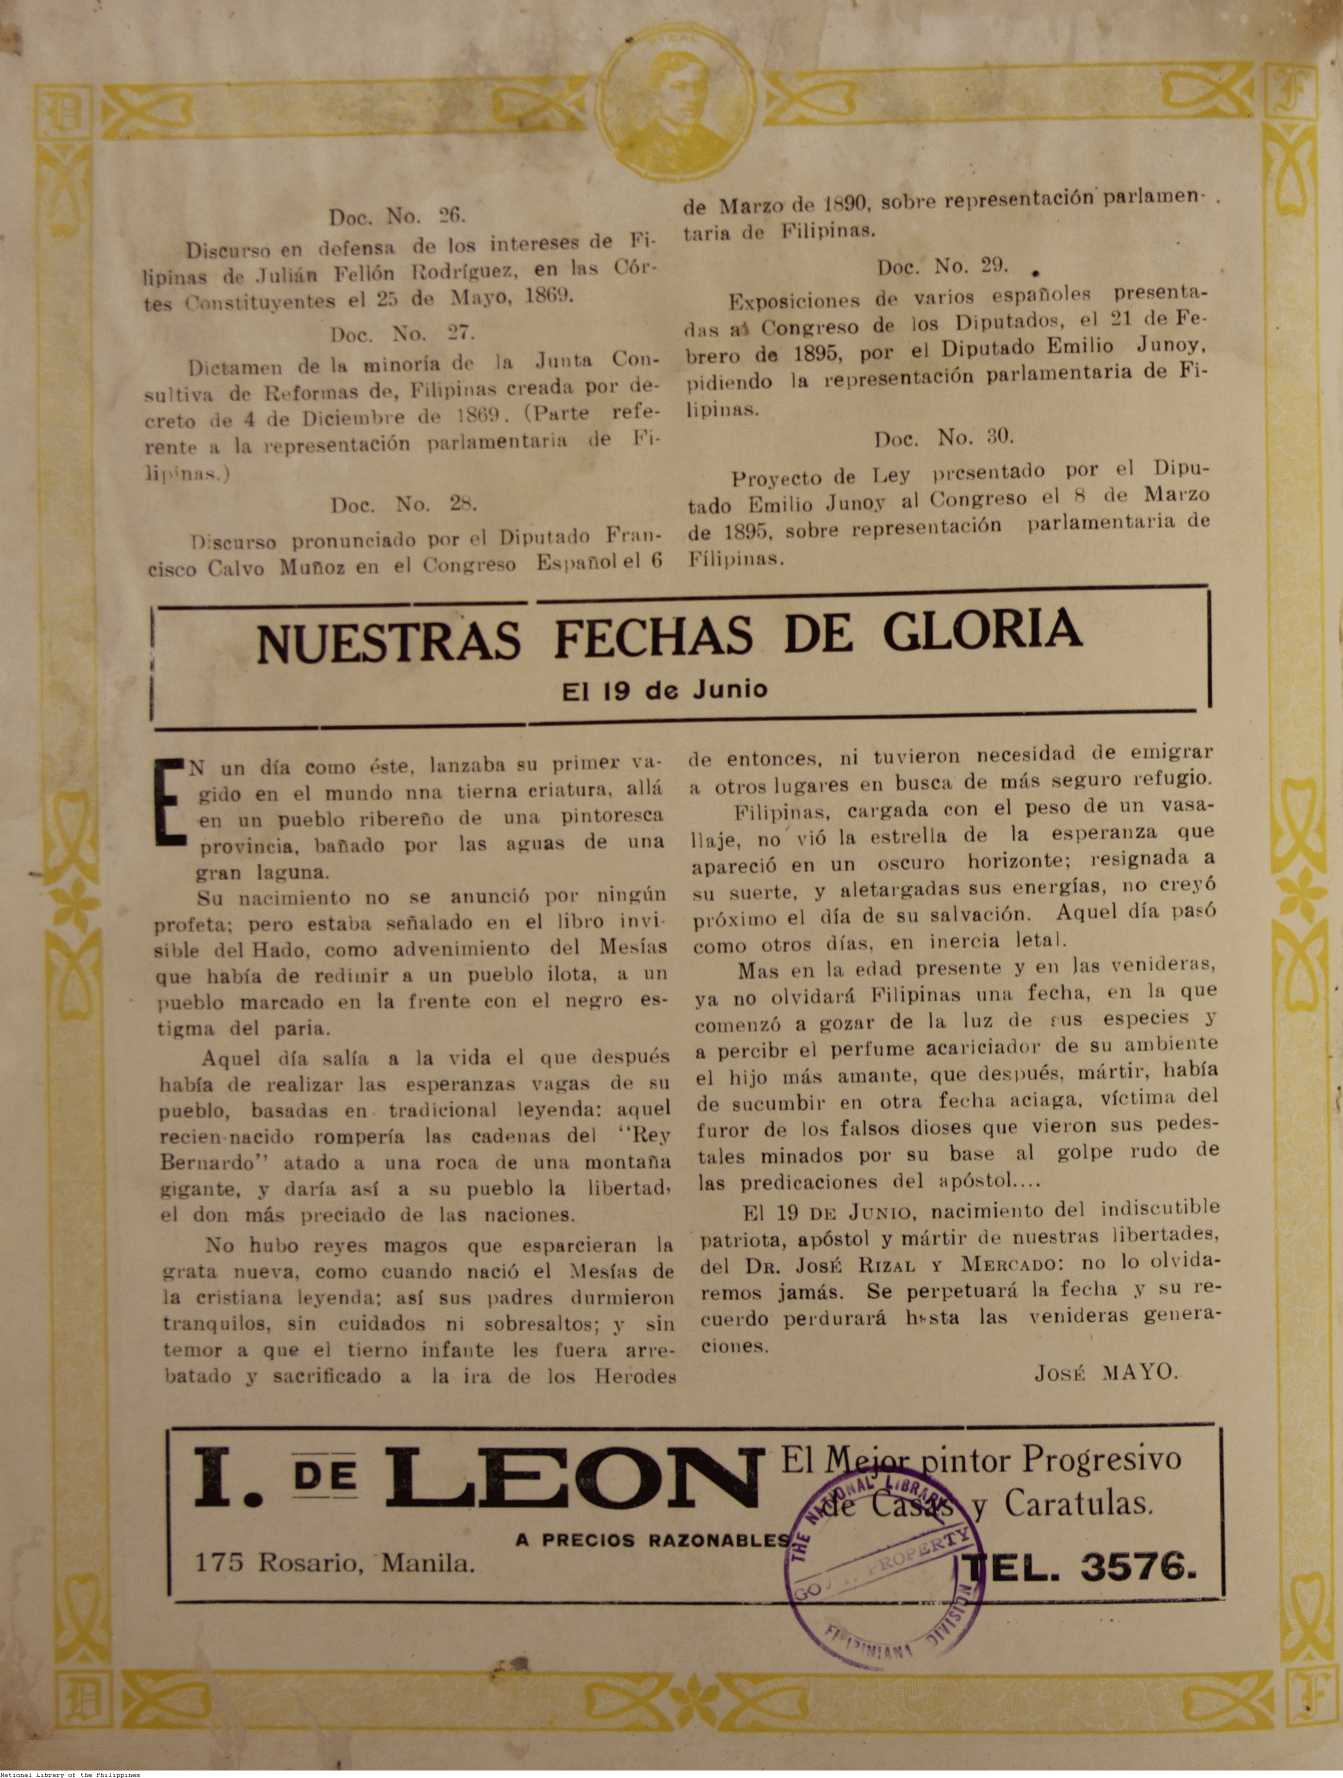 RIZAL
D
F
Doc. No. 26.
Discurso en defensa de los intereses de Fi-
lipinas de Julián Fellón Rodríguez, en las Cór-
tes Constituyentes el 25 de Mayo, 1869.
Doc. No. 27.
Dictamen de la minoría de la Junta Con-
sultiva de Reformas de, Filipinas creada por de-
creto de 4 de Diciembre de 1869. (Parte refe-
rente a la representación parlamentaria de Fi-
lipinas.)
Doc. No. 28.
Discurso pronunciado por el Diputado Fran-
cisco Calvo Muñoz en el Congreso Español el 6
de Marzo de 1890, sobre representación parlamen-
taria de Filipinas.
Doc. No. 29.
Exposiciones de varios españoles presenta-
das al Congreso de los Diputados, el 21 de Fe-
brero de 1895, por el Diputado Emilio Junoy,
pidiendo la representación parlamentaria de Fi-
lipinas.
Doc. No. 30.
Proyecto de Ley presentado por el Dipu-
tado Emilio Junoy al Congreso el 8 de Marzo
de 1895, sobre representación parlamentaria de
Filipinas.
NUESTRAS FECHAS DE GLORIA
El 19 de Junio
EN un día como éste, lanzaba su primer va-
gido en el mundo nna tierna criatura, allá
en un pueblo ribereño de una pintoresca
provincia, bañado por las aguas de una
gran laguna.
Su nacimiento no se anunció por ningún
profeta; pero estaba señalado en el libro invi-
sible del Hado, como advenimiento del Mesías
que había de redimir a un pueblo ilota, a un
pueblo marcado en la frente con el negro es-
tigma del paria.
Aquel día salía a la vida el que después
había de realizar las esperanzas vagas de su
pueblo, basadas en tradicional leyenda: aquel
recien-nacido rompería las cadenas del "Rey
Bernardo" atado a una roca de una montaña
gigante, y daría así a su pueblo la libertad,
el don más preciado de las naciones.
No hubo reyes magos que esparcieran la
grata nueva, como cuando nació el Mesías de
la cristiana leyenda; así sus padres durmieron
tranquilos, sin cuidados ni sobresaltos; y sin
temor a que el tierno infante les fuera arre-
batado y sacrificado a la ira de los Herodes
de entonces, ni tuvieron necesidad de emigrar
a otros lugares en busca de más seguro refugio.
Filipinas, cargada con el peso de un vasa-
llaje, no vió la estrella de la esperanza que
apareció en un oscuro horizonte; resignada a
su suerte, y aletargadas sus energías, no creyó
próximo el día de su salvación. Aquel día pasó
como otros días, en inercia letal.
Mas en la edad presente y en las venideras,
ya no olvidará Filipinas una fecha, en la que
comenzó a gozar de la luz de sus especies y
a percibr el perfume acariciador de su ambiente
el hijo más amante, que después, mártir, había
de sucumbir en otra fecha aciaga, víctima del
furor de los falsos dioses que vieron sus pedes-
tales minados por su base al golpe rudo de
las predicaciones del apóstol....
El 19 DE JUNIO, nacimiento del indiscutible
patriota, apóstol y mártir de nuestras libertades,
del DR. JOSÉ RIZAL Y MERCADO: no lo olvida-
remos jamás. Se perpetuará la fecha y su re-
cuerdo perdurará hasta las venideras genera-
ciones.
JOSÉ MAYO.
I. DE LEON
El Mejor pintor Progresivo
de Casas y Caratulas.
A PRECIOS RAZONABLES
175 Rosario, Manila.
TEL. 3576.
THE NATIONAL LIBRARY
PROPERTY
FILIPINIANA DIVISION
D
F
National Library of the Philippines